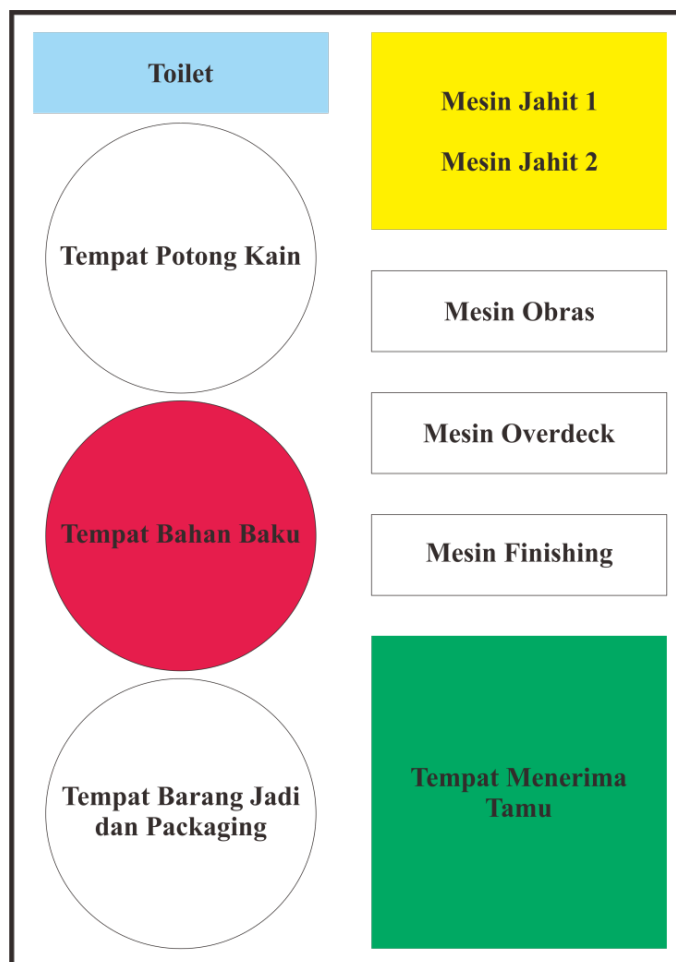 Toilet
Tempat Potong Kain
Tempat Bahan Baku
Tempat Barang Jadi
dan Packaging
Mesin Jahit 1
Mesin Jahit 2
Mesin Obras
Mesin Overdeck
Mesin Finishing
Tempat Menerima
Tamu